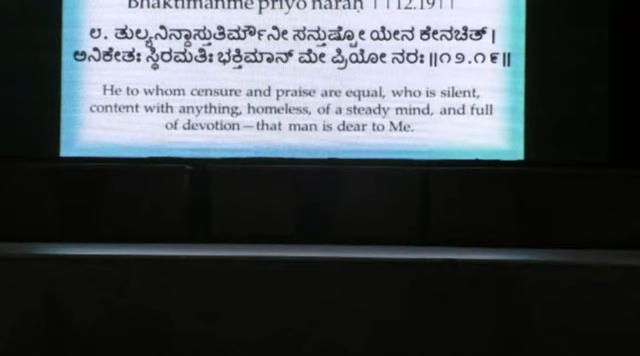 Bhaktimānme priyo naraḥ ||12.19||
೮. ತುಲ್ಯನಿನ್ದಾಸ್ತುತಿರ್ಮೌನೀ ಸನ್ತುಷ್ಟೋ ಯೇನ ಕೇನಚಿತ್ |
ಅನಿಕೇತಃ ಸ್ಥಿರಮತಿಃ ಭಕ್ತಿಮಾನ್ ಮೇ ಪ್ರಿಯೋ ನರಃ ||೧೨.೧೯||
He to whom censure and praise are equal, who is silent,
content with anything, homeless, of a steady mind, and full
of devotion—that man is dear to Me.